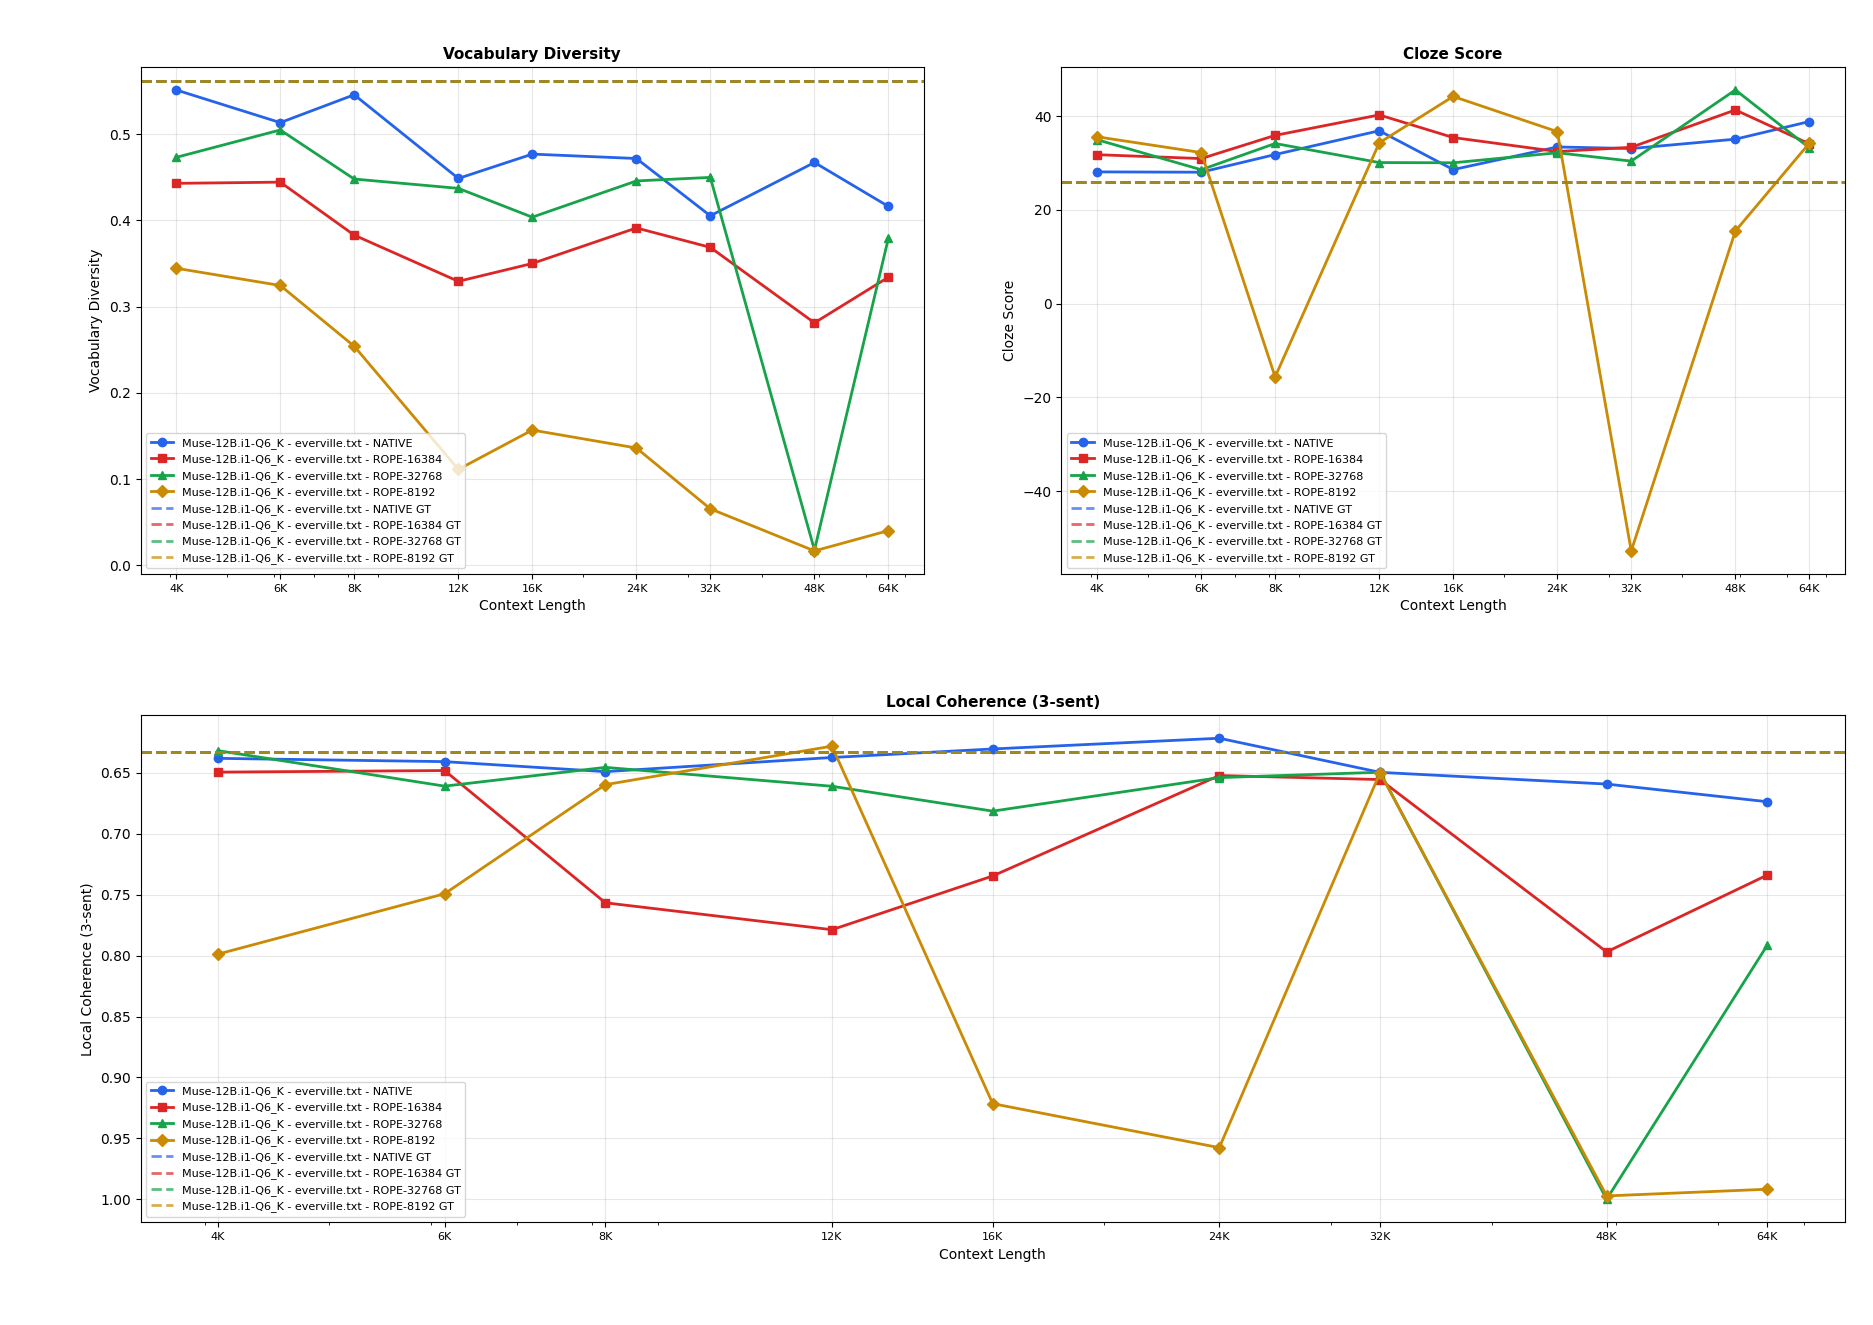 Vocabulary Diversity
Vocabulary Diversity
0.5
0.4
0.3
0.2
0.1
0.0
Muse-12B.i1-Q6_K - everville.txt - NATIVE
Muse-12B.i1-Q6_K - everville.txt - ROPE-16384
Muse-12B.i1-Q6_K - everville.txt - ROPE-32768
Muse-12B.i1-Q6_K - everville.txt - ROPE-8192
Muse-12B.i1-Q6_K - everville.txt - NATIVE GT
Muse-12B.i1-Q6_K - everville.txt - ROPE-16384 GT
Muse-12B.i1-Q6_K - everville.txt - ROPE-32768 GT
Muse-12B.i1-Q6_K - everville.txt - ROPE-8192 GT
4K 6K 8K 12K 16K 24K 32K 48K 64K
Context Length
Cloze Score
Cloze Score
40
20
0
−20
−40
Muse-12B.i1-Q6_K - everville.txt - NATIVE
Muse-12B.i1-Q6_K - everville.txt - ROPE-16384
Muse-12B.i1-Q6_K - everville.txt - ROPE-32768
Muse-12B.i1-Q6_K - everville.txt - ROPE-8192
Muse-12B.i1-Q6_K - everville.txt - NATIVE GT
Muse-12B.i1-Q6_K - everville.txt - ROPE-16384 GT
Muse-12B.i1-Q6_K - everville.txt - ROPE-32768 GT
Muse-12B.i1-Q6_K - everville.txt - ROPE-8192 GT
4K 6K 8K 12K 16K 24K 32K 48K 64K
Context Length
Local Coherence (3-sent)
Local Coherence (3-sent)
0.65
0.70
0.75
0.80
0.85
0.90
0.95
1.00
Muse-12B.i1-Q6_K - everville.txt - NATIVE
Muse-12B.i1-Q6_K - everville.txt - ROPE-16384
Muse-12B.i1-Q6_K - everville.txt - ROPE-32768
Muse-12B.i1-Q6_K - everville.txt - ROPE-8192
Muse-12B.i1-Q6_K - everville.txt - NATIVE GT
Muse-12B.i1-Q6_K - everville.txt - ROPE-16384 GT
Muse-12B.i1-Q6_K - everville.txt - ROPE-32768 GT
Muse-12B.i1-Q6_K - everville.txt - ROPE-8192 GT
4K 6K 8K 12K 16K 24K 32K 48K 64K
Context Length